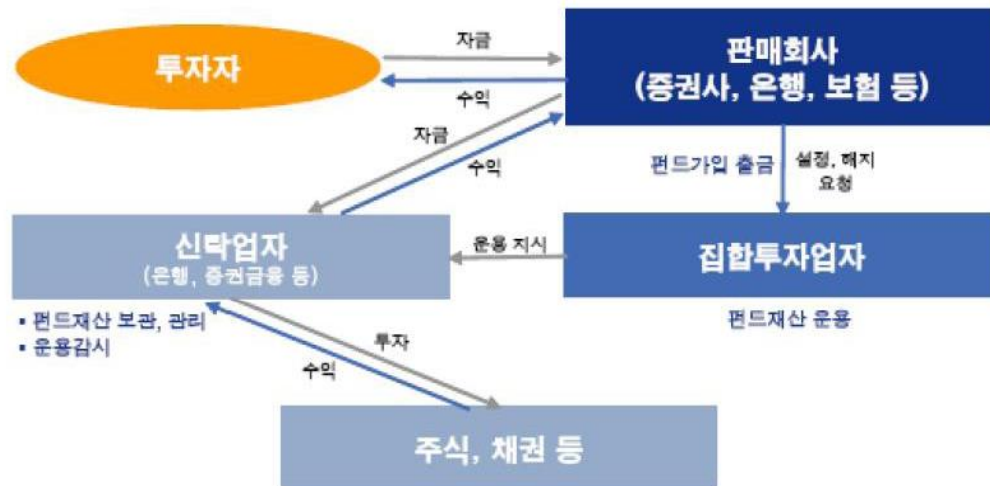 투자자
자금
수익
판매회사
(증권사, 은행, 보험 등)
자금
수익
펀드가입 출금
설정, 해지
요청
신탁업자
(은행, 증권금융 등)
운용 지시
집합투자업자
▪ 펀드재산 보관, 관리
▪ 운용감시
펀드재산 운용
투자
수익
주식, 채권 등